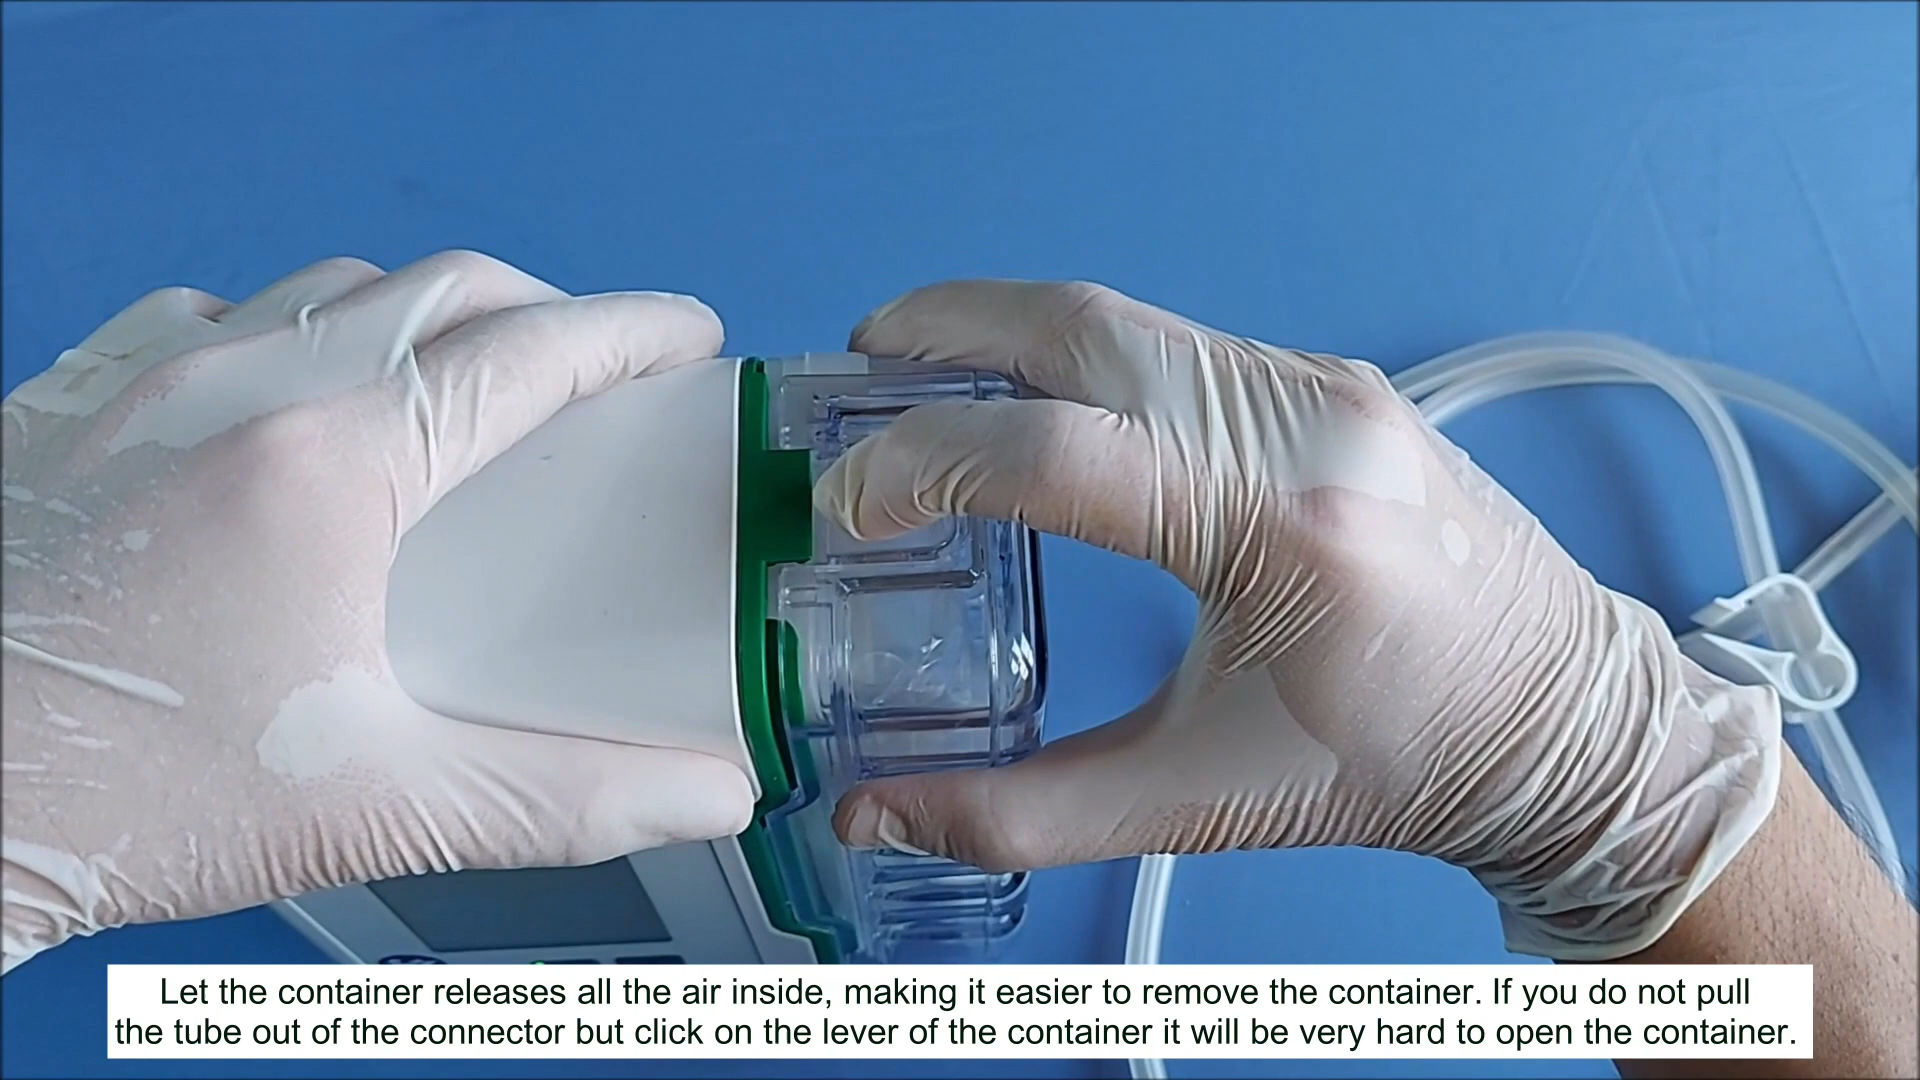 Let the container releases all the air inside, making it easier to remove the container. If you do not pull
the tube out of the connector but click on the lever of the container it will be very hard to open the container.